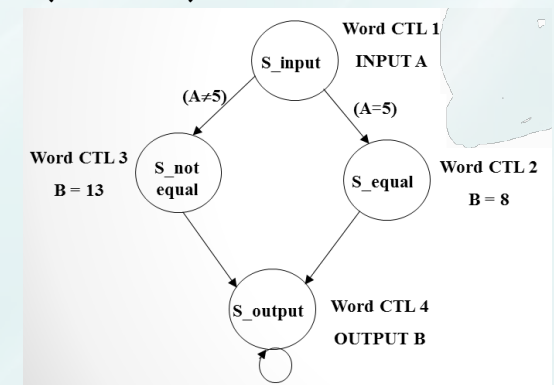 Word CTL 1
S_input
INPUT A
(A≠5)
(A=5)
Word CTL 3
B = 13
S_not
equal
S_equal
Word CTL 2
B = 8
S_output
Word CTL 4
OUTPUT B